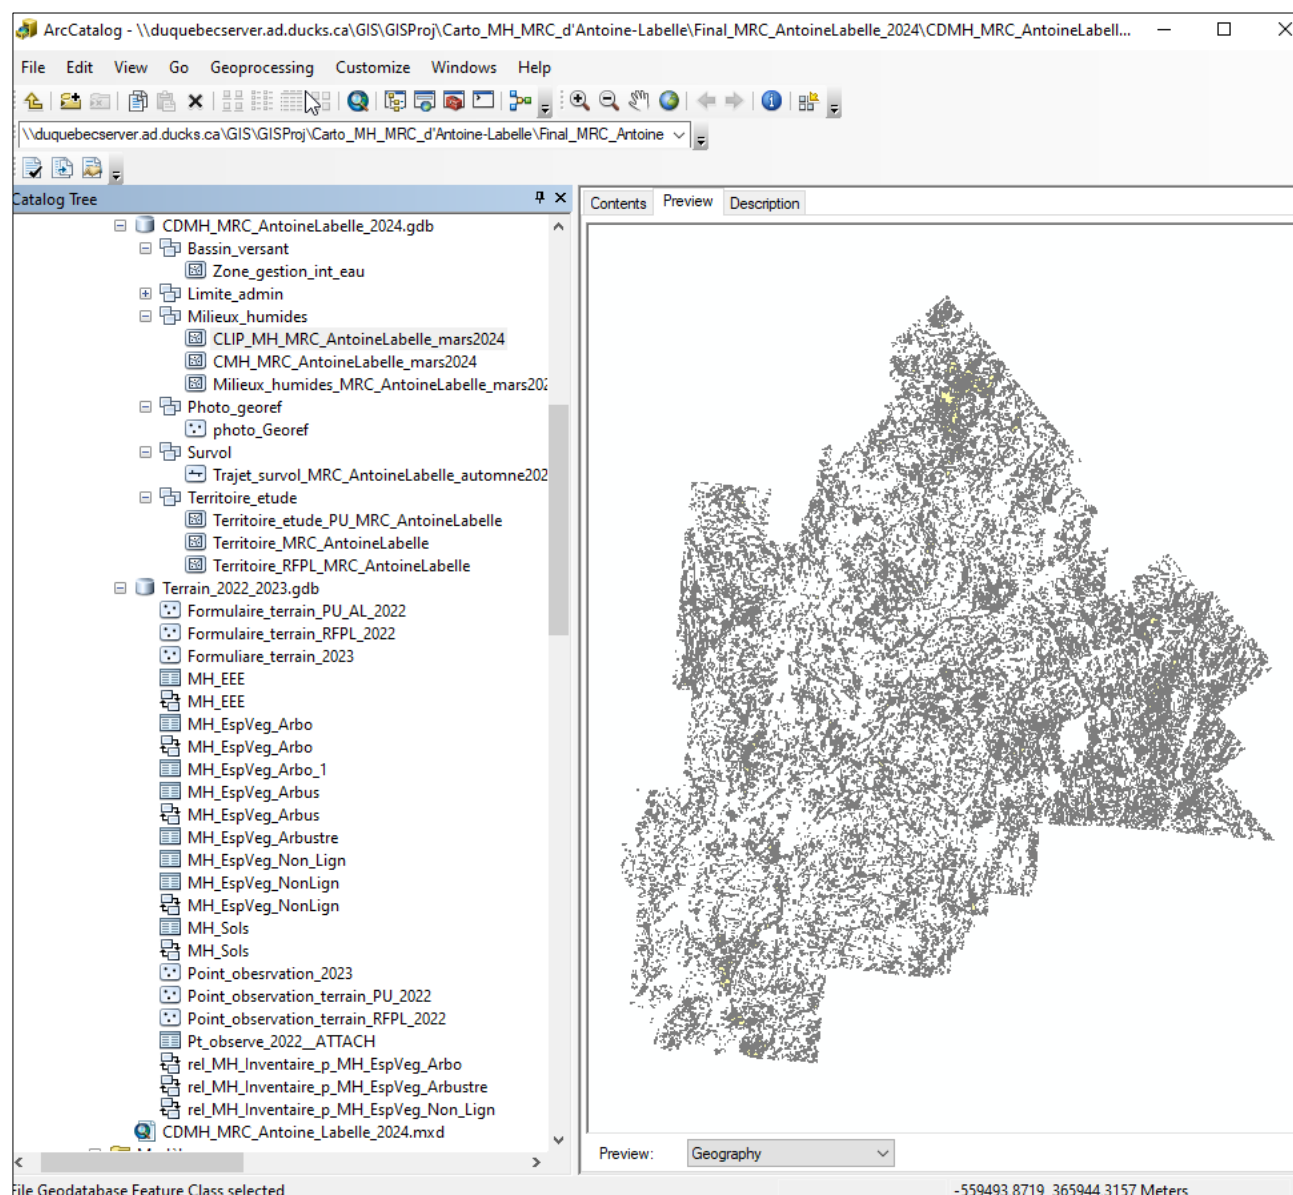 ArcCatalog - \\duquebecserver.ad.ducks.ca\GIS\GISProj\Carto_MH_MRC_d'Antoine-Labelle\Final_MRC_AntoineLabelle_2024\CDMH_MRC_AntoineLabell...
File Edit View Go Geoprocessing Customize Windows Help
\\duquebecserver.ad.ducks.ca\GIS\GISProj\Carto_MH_MRC_d'Antoine-Labelle\Final_MRC_Antoine
Catalog Tree
Contents Preview Description
CDMH_MRC_AntoineLabelle_2024.gdb
Bassin_versant
Zone_gestion_int_eau
Limite_admin
Milieux_humides
CLIP_MH_MRC_AntoineLabelle_mars2024
CMH_MRC_AntoineLabelle_mars2024
Milieux_humides_MRC_AntoineLabelle_mars202
Photo_georef
photo_Georef
Survol
Trajet_survol_MRC_AntoineLabelle_automne202
Territoire_etude
Territoire_etude_PU_MRC_AntoineLabelle
Territoire_MRC_AntoineLabelle
Territoire_RFPL_MRC_AntoineLabelle
Terrain_2022_2023.gdb
Formulaire_terrain_PU_AL_2022
Formulaire_terrain_RFPL_2022
Formuliare_terrain_2023
MH_EEE
MH_EEE
MH_EspVeg_Arbo
MH_EspVeg_Arbo
MH_EspVeg_Arbo_1
MH_EspVeg_Arbus
MH_EspVeg_Arbus
MH_EspVeg_Arbustre
MH_EspVeg_Non_Lign
MH_EspVeg_NonLign
MH_EspVeg_NonLign
MH_Sols
MH_Sols
Point_obesrvation_2023
Point_observation_terrain_PU_2022
Point_observation_terrain_RFPL_2022
Pt_observe_2022__ATTACH
rel_MH_Inventaire_p_MH_EspVeg_Arbo
rel_MH_Inventaire_p_MH_EspVeg_Arbustre
rel_MH_Inventaire_p_MH_EspVeg_Non_Lign
CDMH_MRC_Antoine_Labelle_2024.mxd
Preview: Geography
File Geodatabase Feature Class selected
-559493.8719 365944.3157 Meters